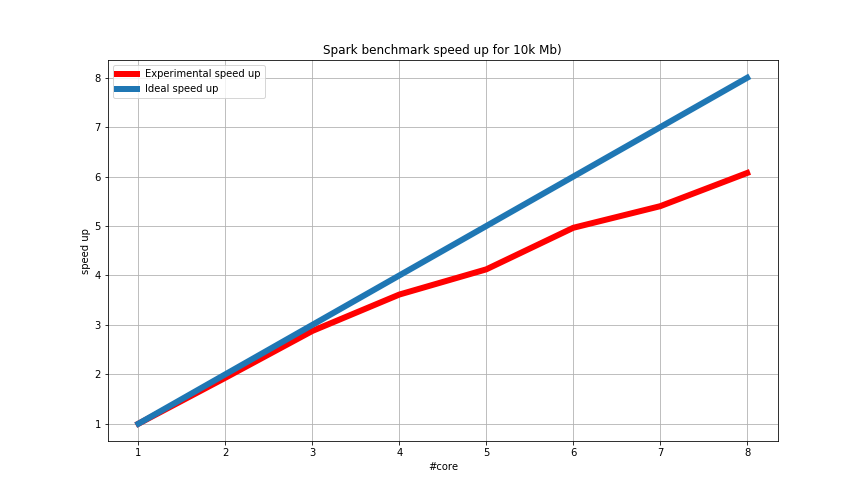 Spark benchmark speed up for 10k Mb)
Experimental speed up
Ideal speed up
speed up
8
7
6
5
4
3
2
1
1 2 3 4 5 6 7 8
#core